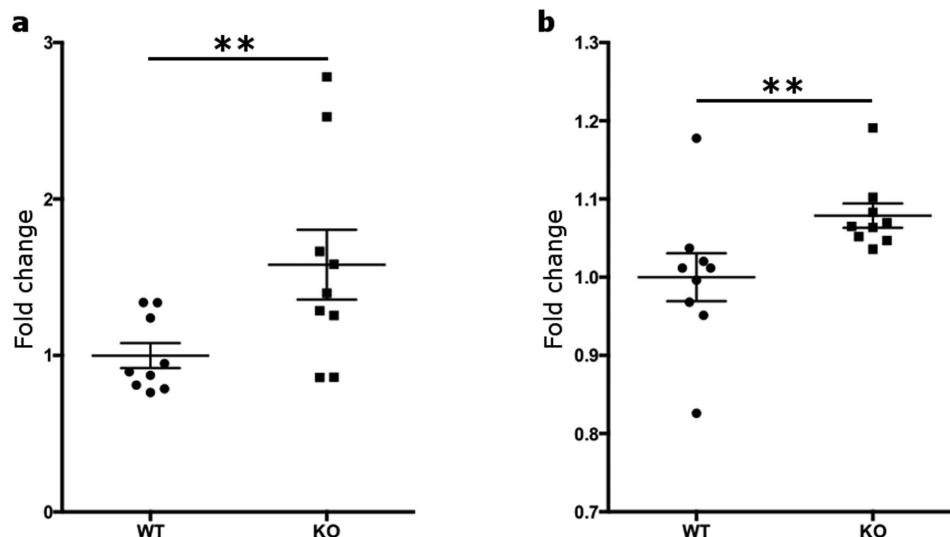 a
b
**
**
3
2
1
0
Fold change
WT
KO
1.3
1.2
1.1
1.0
0.9
0.8
0.7
Fold change
WT
KO